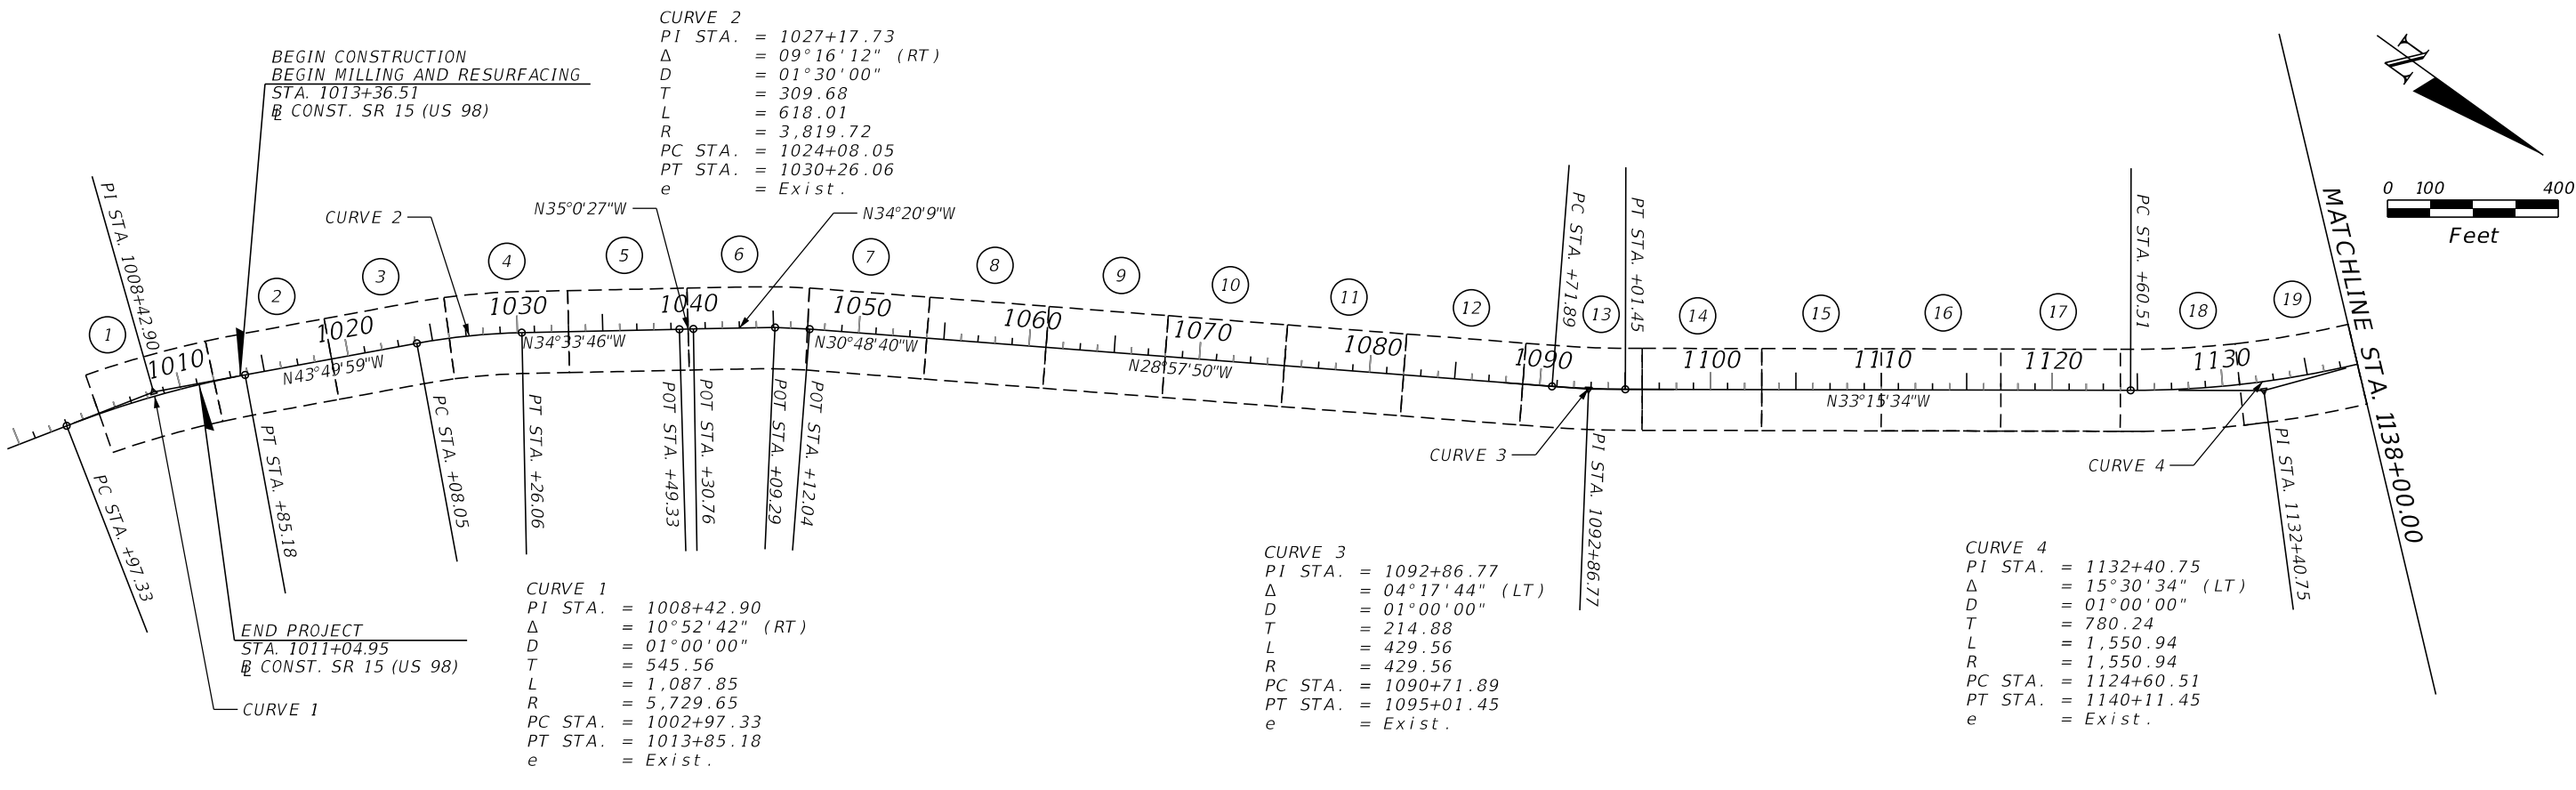 CURVE 2
PI STA. = 1027+17.73
Δ = 09°16'12" (RT)
D = 01°30'00"
T = 309.68
L = 618.01
R = 3,819.72
PC STA. = 1024+08.05
PT STA. = 1030+26.06
e = Exist.
BEGIN CONSTRUCTION
BEGIN MILLING AND RESURFACING
STA. 1013+36.51
BL CONST. SR 15 (US 98)
N
0 100 400
Feet
MATCHLINE STA. 1138+00.00
PI STA. 1008+42.90
CURVE 2
N35°0'27"W
N34°20'9"W
PC STA. +71.89
PT STA. +01.45
PC STA. +60.51
1 2 3 4 5 6 7 8 9 10 11 12 13 14 15 16 17 18 19
1010 1020 1030 1040 1050 1060 1070 1080 1090 1100 1110 1120 1130
N43°49'59"W
N34°33'46"W
N30°48'40"W
N28°57'50"W
N33°15'34"W
PC STA. +97.33
PT STA. +85.18
PC STA. +08.05
PT STA. +26.06
POT STA. +49.33
POT STA. +30.76
POT STA. +09.29
POT STA. +12.04
CURVE 3
PI STA. 1092+86.77
CURVE 4
PI STA. 1132+40.75
END PROJECT
STA. 1011+04.95
BL CONST. SR 15 (US 98)
CURVE 1
CURVE 1
PI STA. = 1008+42.90
Δ = 10°52'42" (RT)
D = 01°00'00"
T = 545.56
L = 1,087.85
R = 5,729.65
PC STA. = 1002+97.33
PT STA. = 1013+85.18
e = Exist.
CURVE 3
PI STA. = 1092+86.77
Δ = 04°17'44" (LT)
D = 01°00'00"
T = 214.88
L = 429.56
R = 429.56
PC STA. = 1090+71.89
PT STA. = 1095+01.45
e = Exist.
CURVE 4
PI STA. = 1132+40.75
Δ = 15°30'34" (LT)
D = 01°00'00"
T = 780.24
L = 1,550.94
R = 1,550.94
PC STA. = 1124+60.51
PT STA. = 1140+11.45
e = Exist.